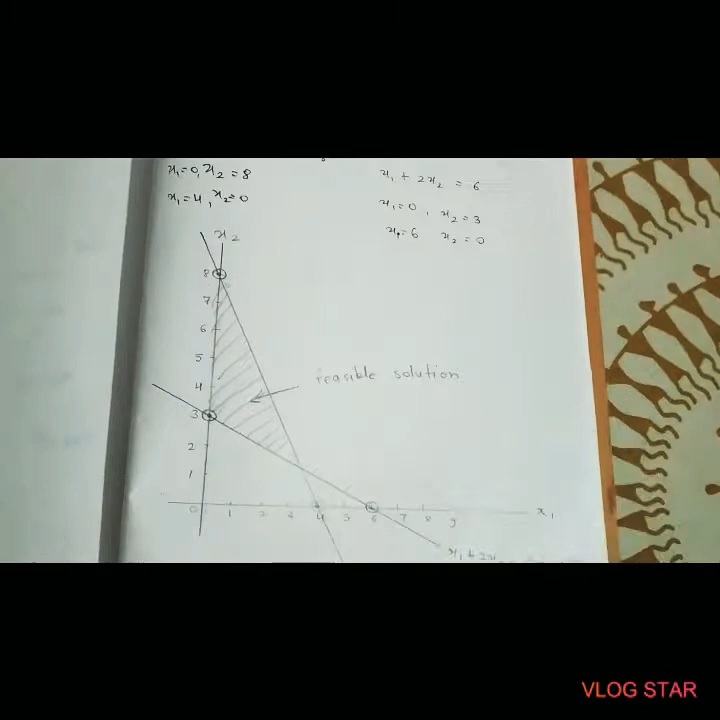 x₁=0, x₂ = 8
x₁=4, x₂=0
x₁ + 2x₂ = 6
x₁=0, x₂ = 3
x₁=6 x₂ = 0
x₂
8
7
6
5
4
feasible solution
3
2
1
0 1 2 3 4 5 6 7 8 9 x₁
x₁ + 2x
VLOG STAR